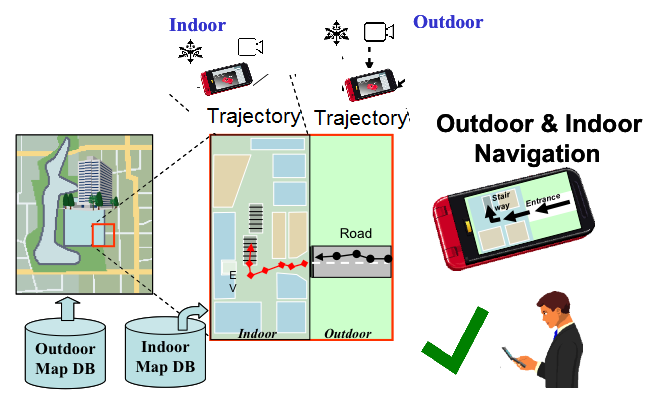 Indoor
Outdoor
Trajectory
Trajectory
Outdoor & Indoor
Navigation
Stair
way
Entrance
Road
E
V
Indoor
Outdoor
Outdoor
Map DB
Indoor
Map DB